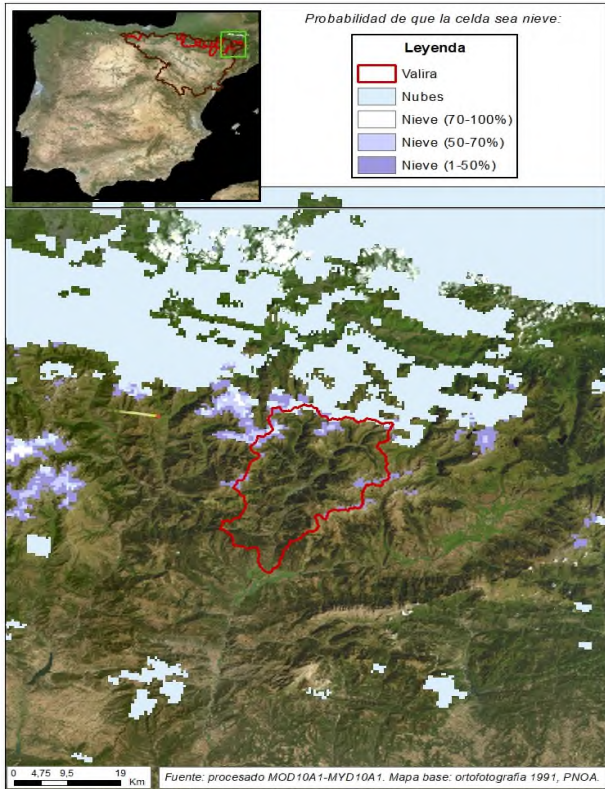 Probabilidad de que la celda sea nieve:
Leyenda
Valira
Nubes
Nieve (70-100%)
Nieve (50-70%)
Nieve (1-50%)
0 4,75 9,5 19
Km
Fuente: procesado MOD10A1-MYD10A1. Mapa base: ortofotografía 1991, PNOA.